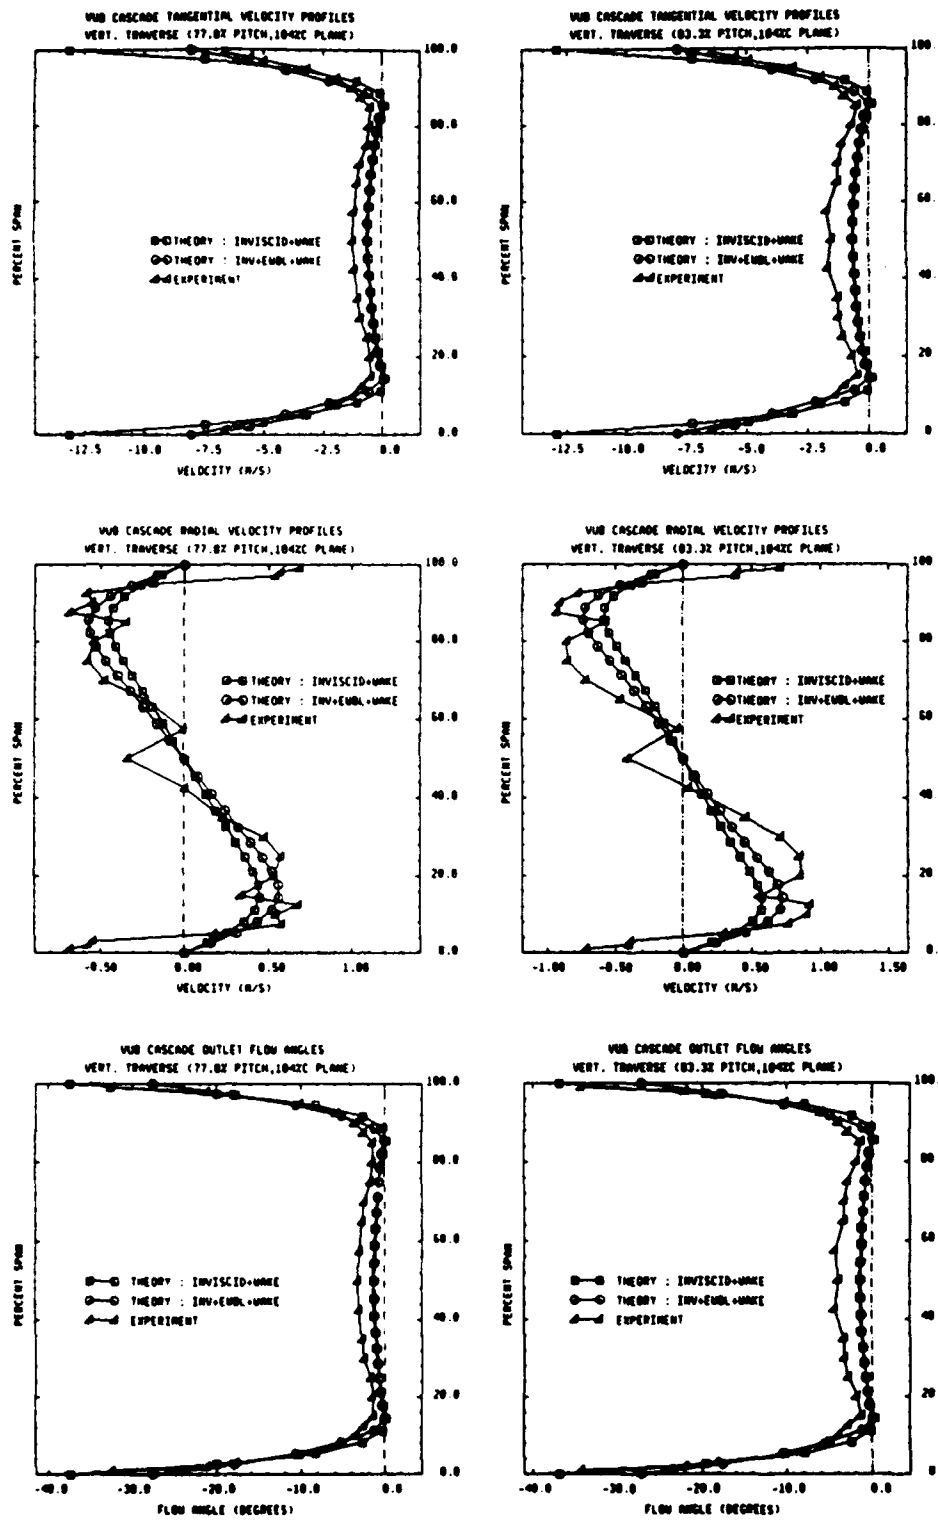 VUB CASCADE TANGENTIAL VELOCITY PROFILES
VERT. TRAVERSE (77.8% PITCH,104%C PLANE)
100.0
80.0
60.0
40.0
20.0
0.0
PERCENT SPAN
THEORY : INVISCID+WAKE
THEORY : INV+EWBL+WAKE
EXPERIMENT
-12.5 -10.0 -7.5 -5.0 -2.5 0.0
VELOCITY (M/S)
VUB CASCADE TANGENTIAL VELOCITY PROFILES
VERT. TRAVERSE (83.3% PITCH,104%C PLANE)
100.
80.
60.
40.
20.
0.
PERCENT SPAN
THEORY : INVISCID+WAKE
THEORY : INV+EWBL+WAKE
EXPERIMENT
-12.5 -10.0 -7.5 -5.0 -2.5 0.0
VELOCITY (M/S)
VUB CASCADE RADIAL VELOCITY PROFILES
VERT. TRAVERSE (77.8% PITCH,104%C PLANE)
100.0
80.0
60.0
40.0
20.0
0.0
PERCENT SPAN
THEORY : INVISCID+WAKE
THEORY : INV+EWBL+WAKE
EXPERIMENT
-0.50 0.00 0.50 1.00
VELOCITY (M/S)
VUB CASCADE RADIAL VELOCITY PROFILES
VERT. TRAVERSE (83.3% PITCH,104%C PLANE)
100.
80.
60.
40.
20.
0.
PERCENT SPAN
THEORY : INVISCID+WAKE
THEORY : INV+EWBL+WAKE
EXPERIMENT
-1.00 -0.50 0.00 0.50 1.00 1.50
VELOCITY (M/S)
VUB CASCADE OUTLET FLOW ANGLES
VERT. TRAVERSE (77.8% PITCH,104%C PLANE)
100.0
80.0
60.0
40.0
20.0
0.0
PERCENT SPAN
THEORY : INVISCID+WAKE
THEORY : INV+EWBL+WAKE
EXPERIMENT
-40.0 -30.0 -20.0 -10.0 0.0
FLOW ANGLE (DEGREES)
VUB CASCADE OUTLET FLOW ANGLES
VERT. TRAVERSE (83.3% PITCH,104%C PLANE)
100
80
60
40
20
0
PERCENT SPAN
THEORY : INVISCID+WAKE
THEORY : INV+EWBL+WAKE
EXPERIMENT
-40.0 -30.0 -20.0 -10.0 0.0
FLOW ANGLE (DEGREES)